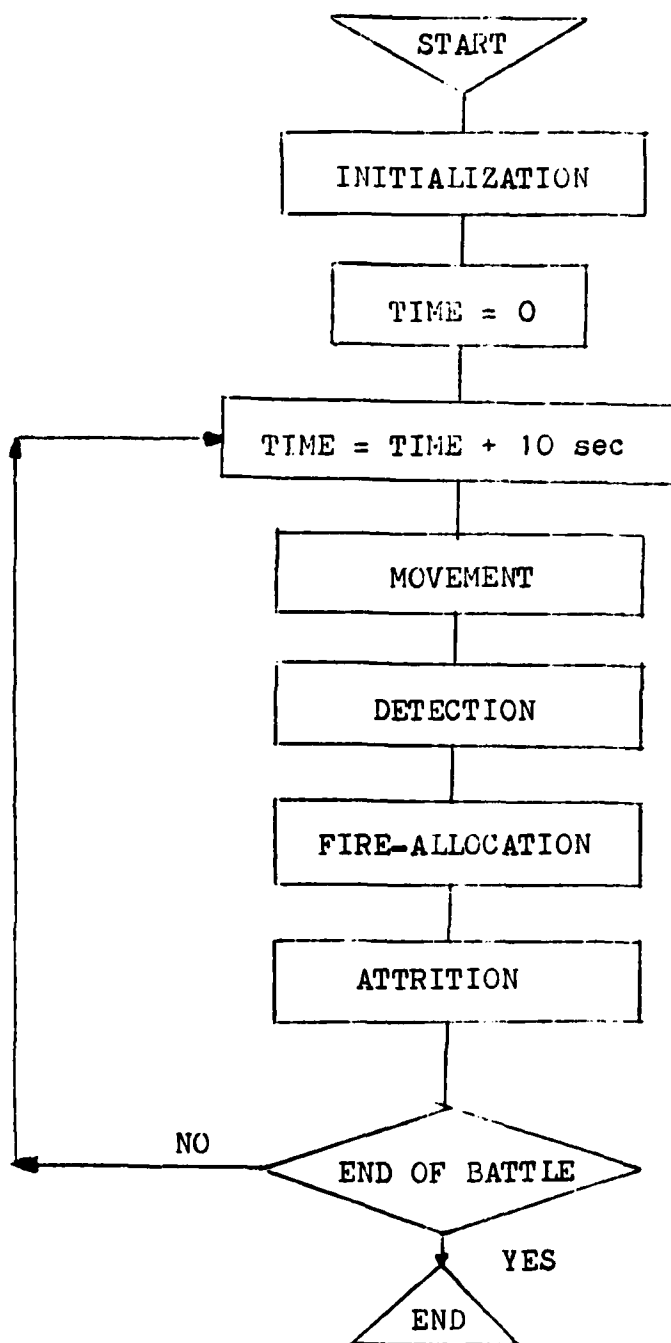 START
INITIALIZATION
TIME = 0
TIME = TIME + 10 sec
MOVEMENT
DETECTION
FIRE-ALLOCATION
ATTRITION
NO
END OF BATTLE
YES
END